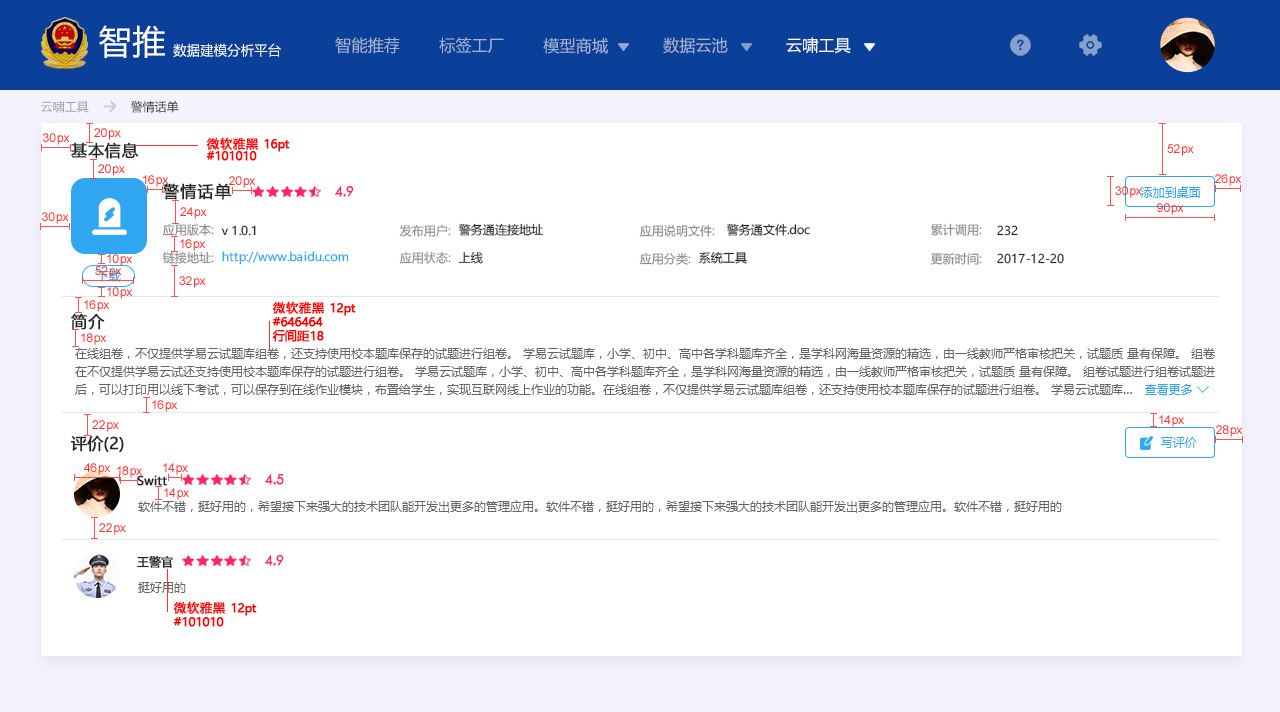 智推 数据建模分析平台 智能推荐 标签工厂 模型商城 数据云池 云啸工具
云啸工具 警情话单
20px
30px
基本信息
微软雅黑 16pt
#101010
52px
20px
16px
警情话单
20px
4.9
26px
30px
添加到桌面
90px
30px
24px
应用版本: v 1.0.1 发布用户: 警务通连接地址 应用说明文件: 警务通文件.doc 累计调用: 232
16px
链接地址: http://www.baidu.com 应用状态: 上线 应用分类: 系统工具 更新时间: 2017-12-20
10px
52px
下载
32px
10px
16px
简介
微软雅黑 12pt
#646464
行间距18
18px
在线组卷，不仅提供学易云试题库组卷，还支持使用校本题库保存的试题进行组卷。 学易云试题库，小学、初中、高中各学科题库齐全，是学科网海量资源的精选，由一线教师严格审核把关，试题质 量有保障。 组卷
在不仅提供学易云试还支持使用校本题库保存的试题进行组卷。 学易云试题库，小学、初中、高中各学科题库齐全，是学科网海量资源的精选，由一线教师严格审核把关，试题质 量有保障。 组卷试题进行组卷试题进
后，可以打印用以线下考试，可以保存到在线作业模块，布置给学生，实现互联网线上作业的功能。在线组卷，不仅提供学易云试题库组卷，还支持使用校本题库保存的试题进行组卷。 学易云试题库... 查看更多
16px
22px
14px
评价(2)
28px
写评价
46px
18px
14px
Switt
4.5
14px
软件不错，挺好用的，希望接下来强大的技术团队能开发出更多的管理应用。软件不错，挺好用的，希望接下来强大的技术团队能开发出更多的管理应用。软件不错，挺好用的
22px
王警官 4.9
挺好用的
微软雅黑 12pt
#101010